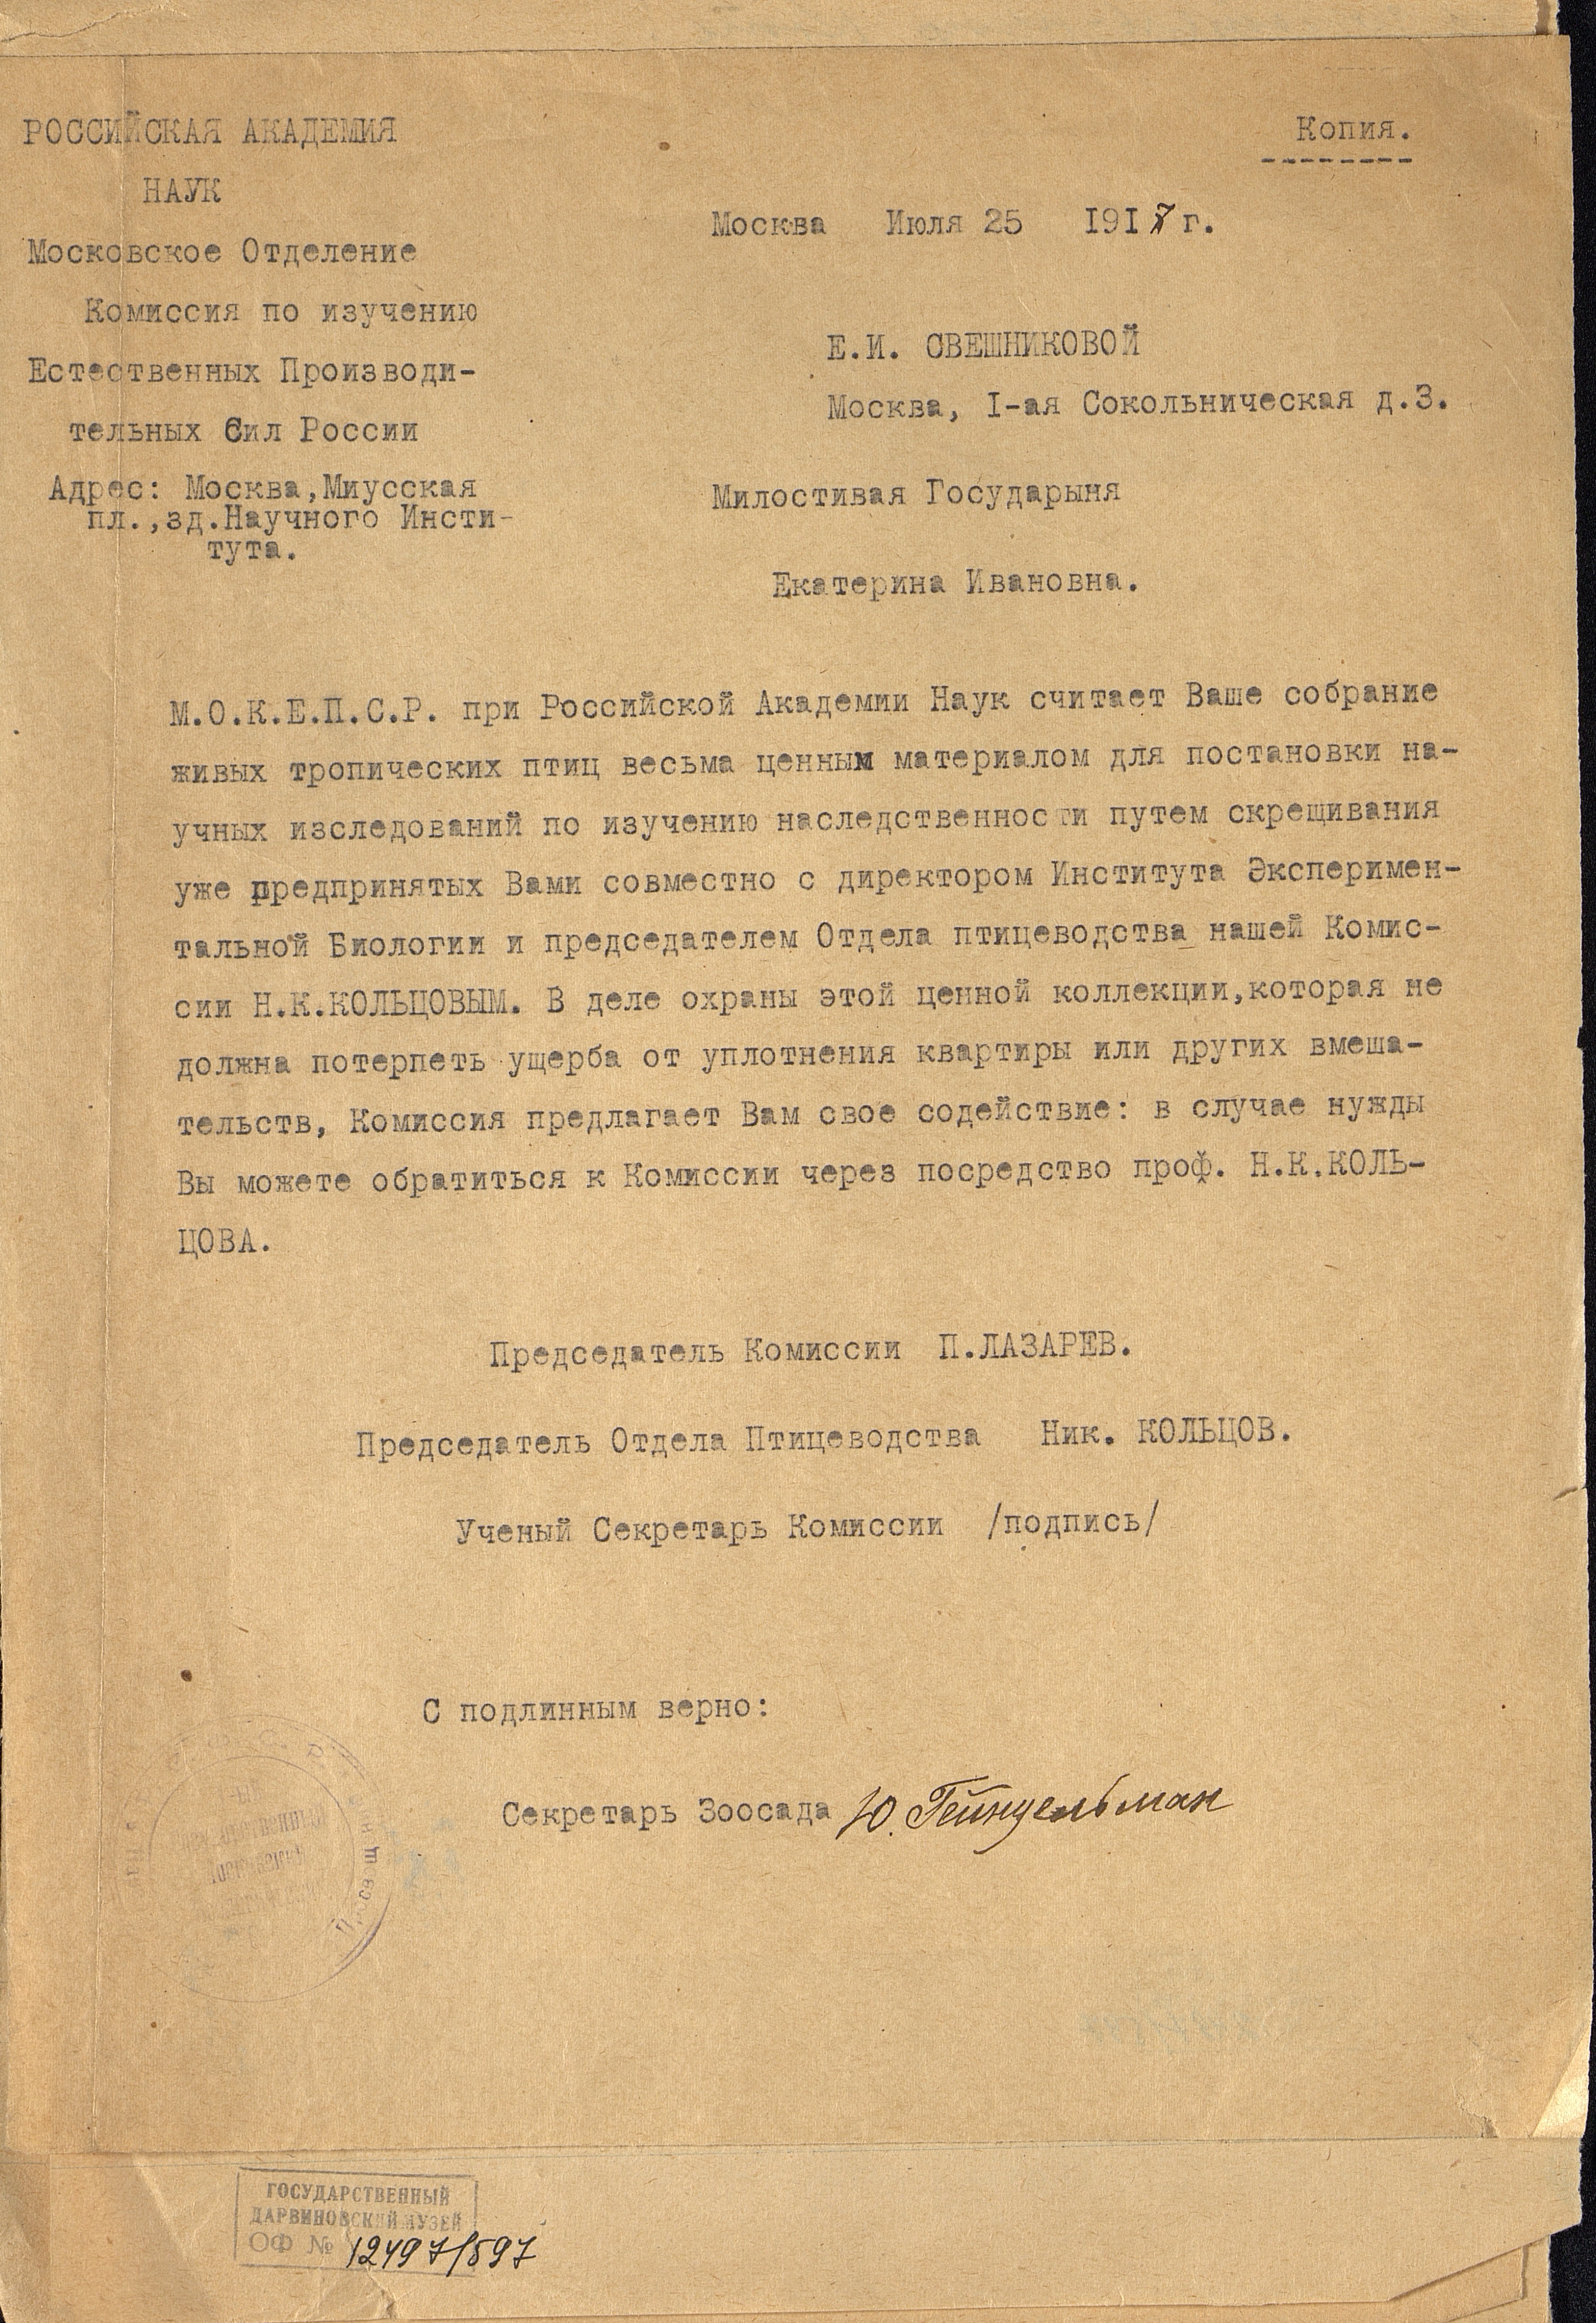 РОССИЙСКАЯ АКАДЕМИЯ
НАУК
Московское Отделение
Комиссия по изучению
Естественных Производи-
тельных Сил России
Адрес: Москва,Миусская
пл.,зд.Научного Инсти-
тута.
Копия.
Москва Июля 25 1917 г.
Е.И. СВЕШНИКОВОЙ
Москва, I-ая Сокольническая д.3.
Милостивая Государыня
Екатерина Ивановна.
М.О.К.Е.П.С.Р. при Российской Академии Наук считает Ваше собрание
живых тропических птиц весьма ценным материалом для постановки на-
учных изследований по изучению наследственности путем скрещивания
уже предпринятых Вами совместно с директором Института Эксперимен-
тальной Биологии и председателем Отдела птицеводства нашей Комис-
сии Н.К.КОЛЬЦОВЫМ. В деле охраны этой ценной коллекции,которая не
должна потерпеть ущерба от уплотнения квартиры или других вмеша-
тельств, Комиссия предлагает Вам свое содействие: в случае нужды
Вы можете обратиться к Комиссии через посредство проф. Н.К.КОЛЬ-
ЦОВА.
Председатель Комиссии П.ЛАЗАРЕВ.
Председатель Отдела Птицеводства Ник. КОЛЬЦОВ.
Ученый Секретарь Комиссии /подпись/
С подлинным верно:
Секретарь Зоосада Ю. Гейндельман
ГОСУДАРСТВЕННЫЙ
ДАРВИНОВСКИЙ МУЗЕЙ
ОФ № 12497/597